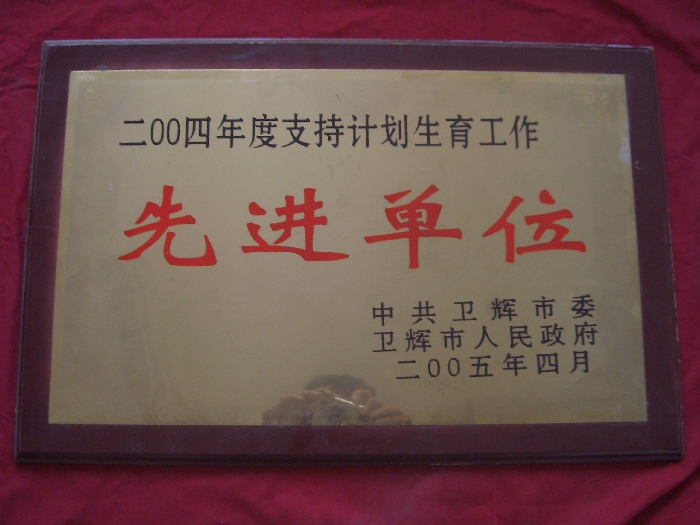 二00四年度支持计划生育工作
先进单位
中共卫辉市委
卫辉市人民政府
二00五年四月